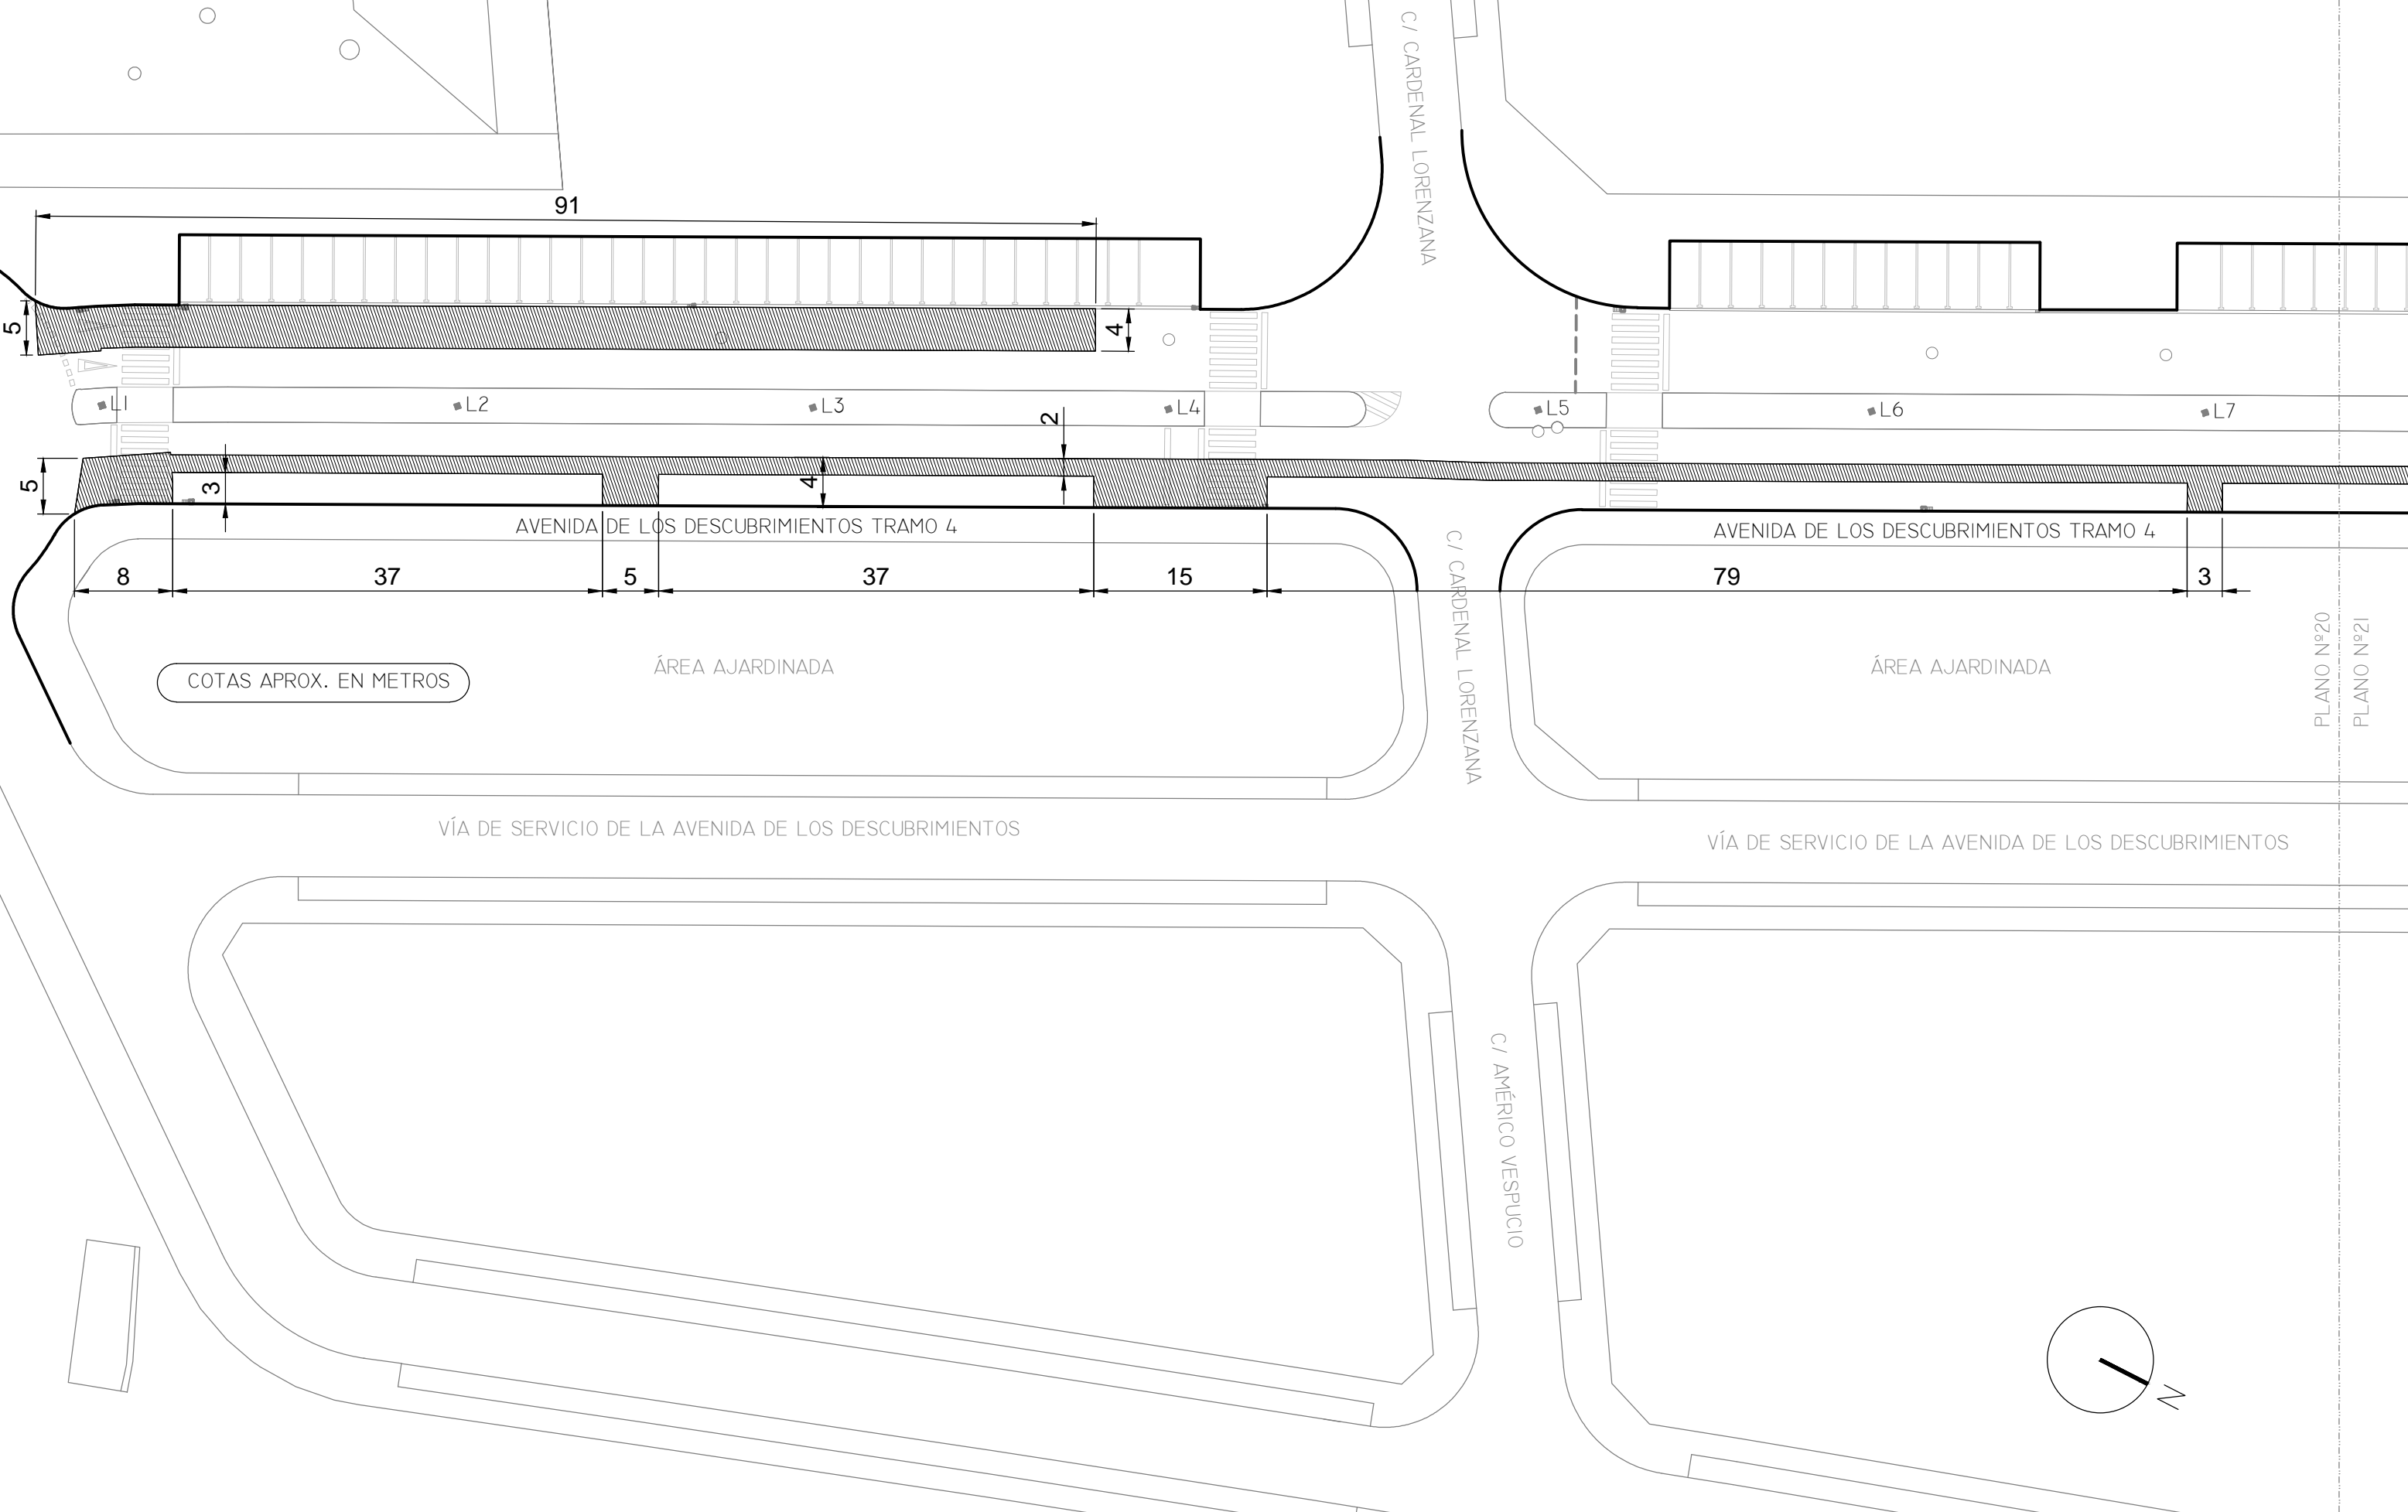 C/ CARDENAL LORENZANA
91
5
4
L1
L2
L3
L4
L5
L6
L7
2
5
3
4
AVENIDA DE LOS DESCUBRIMIENTOS TRAMO 4
AVENIDA DE LOS DESCUBRIMIENTOS TRAMO 4
8
37
5
37
15
79
3
C/ CARDENAL LORENZANA
COTAS APROX. EN METROS
ÁREA AJARDINADA
ÁREA AJARDINADA
PLANO Nº20
PLANO Nº21
VÍA DE SERVICIO DE LA AVENIDA DE LOS DESCUBRIMIENTOS
VÍA DE SERVICIO DE LA AVENIDA DE LOS DESCUBRIMIENTOS
C/ AMÉRICO VESPUCIO
N